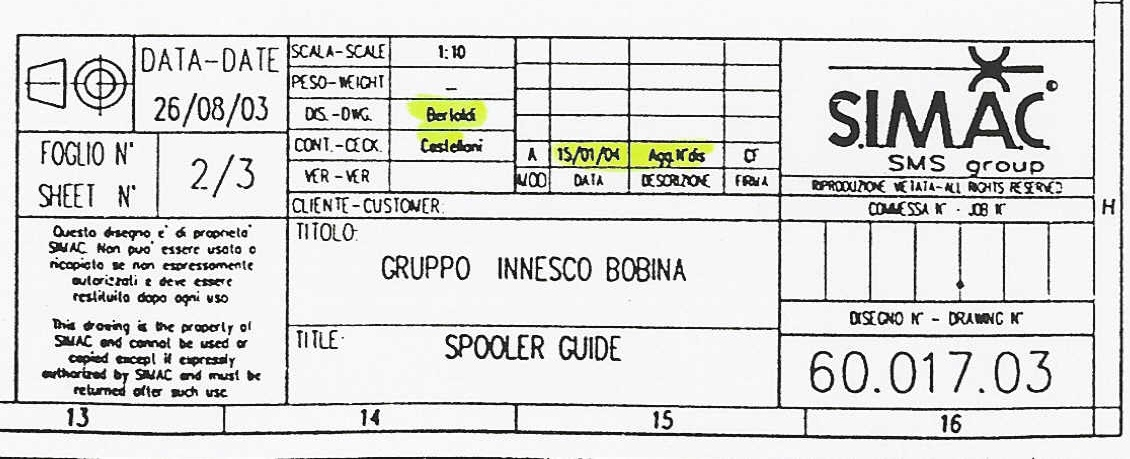 DATA-DATE
26/08/03
FOGLIO N°
SHEET N°
2/3
SCALA-SCALE 1:10
PESO-WEIGHT -
DIS.-DWG. Bertoldi
CONT.-CECK. Castellani
VER-VER
A 15/01/04 Agg.N°dis CF
MOD DATA DESCRIZIONE FIRMA
CLIENTE-CUSTOMER:
SIMAC
SMS group
RIPRODUZIONE VIETATA-ALL RIGHTS RESERVED
COMMESSA N° - JOB N°
H
Questo disegno e' di proprieta'
SIMAC. Non puo' essere usato o
ricopiato se non espressamente
autorizzati e deve essere
restituito dopo ogni uso
This drawing is the property of
SIMAC and cannot be used or
copied except if expressly
authorized by SIMAC and must be
returned after such use
TITOLO:
GRUPPO INNESCO BOBINA
TITLE:
SPOOLER GUIDE
DISEGNO N° - DRAWING N°
60.017.03
13 14 15 16